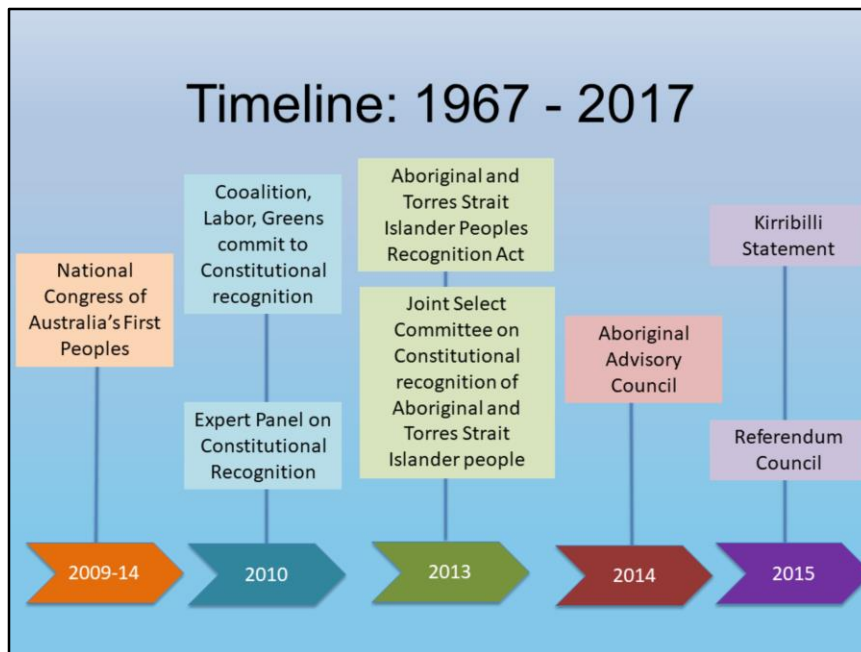 Timeline: 1967 - 2017
National
Congress of
Australia’s First
Peoples
2009-14
Cooalition,
Labor, Greens
commit to
Constitutional
recognition
Expert Panel on
Constitutional
Recognition
2010
Aboriginal and
Torres Strait
Islander Peoples
Recognition Act
Joint Select
Committee on
Constitutional
recognition of
Aboriginal and
Torres Strait
Islander people
2013
Aboriginal
Advisory
Council
2014
Kirribilli
Statement
Referendum
Council
2015